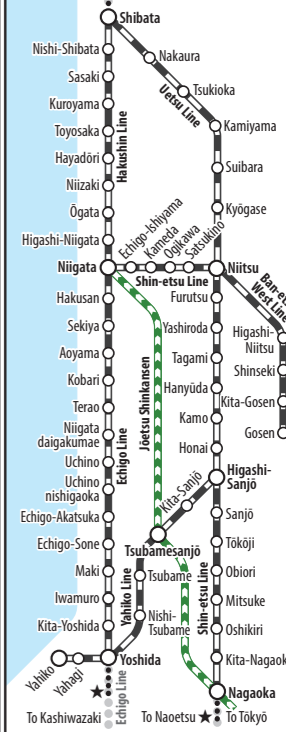 Shibata
Nishi-Shibata
Nakaura
Sasaki
Tsukioka
Kuroyama
Uetsu Line
Toyosaka
Hakushin Line
Kamiyama
Hayadōri
Suibara
Niizaki
Ōgata
Kyōgase
Higashi-Niigata
Echigo-Ishiyama
Kameda
Ogikawa
Satsukino
Niigata
Shin-etsu Line
Niitsu
Ban-etsu
West Line
Hakusan
Furutsu
Sekiya
Yashiroda
Higashi-
Niitsu
Aoyama
Tagami
Shinseki
Kobari
Jōetsu Shinkansen
Hanyūda
Kita-Gosen
Terao
Kamo
Gosen
Niigata
daigakumae
Echigo Line
Honai
Uchino
Uchino
nishigaoka
Kita-Sanjō
Higashi-
Sanjō
Echigo-Akatsuka
Sanjō
Echigo-Sone
Tsubamesanjō
Tōkōji
Maki
Yahiko Line
Tsubame
Shin-etsu Line
Obiori
Iwamuro
Mitsuke
Kita-Yoshida
Nishi-
Tsubame
Oshikiri
Yahiko
Yahagi
Yoshida
Kita-Nagaok
Nagaoka
★
Echigo Line
To Kashiwazaki
To Naoetsu ★
To Tōkyō